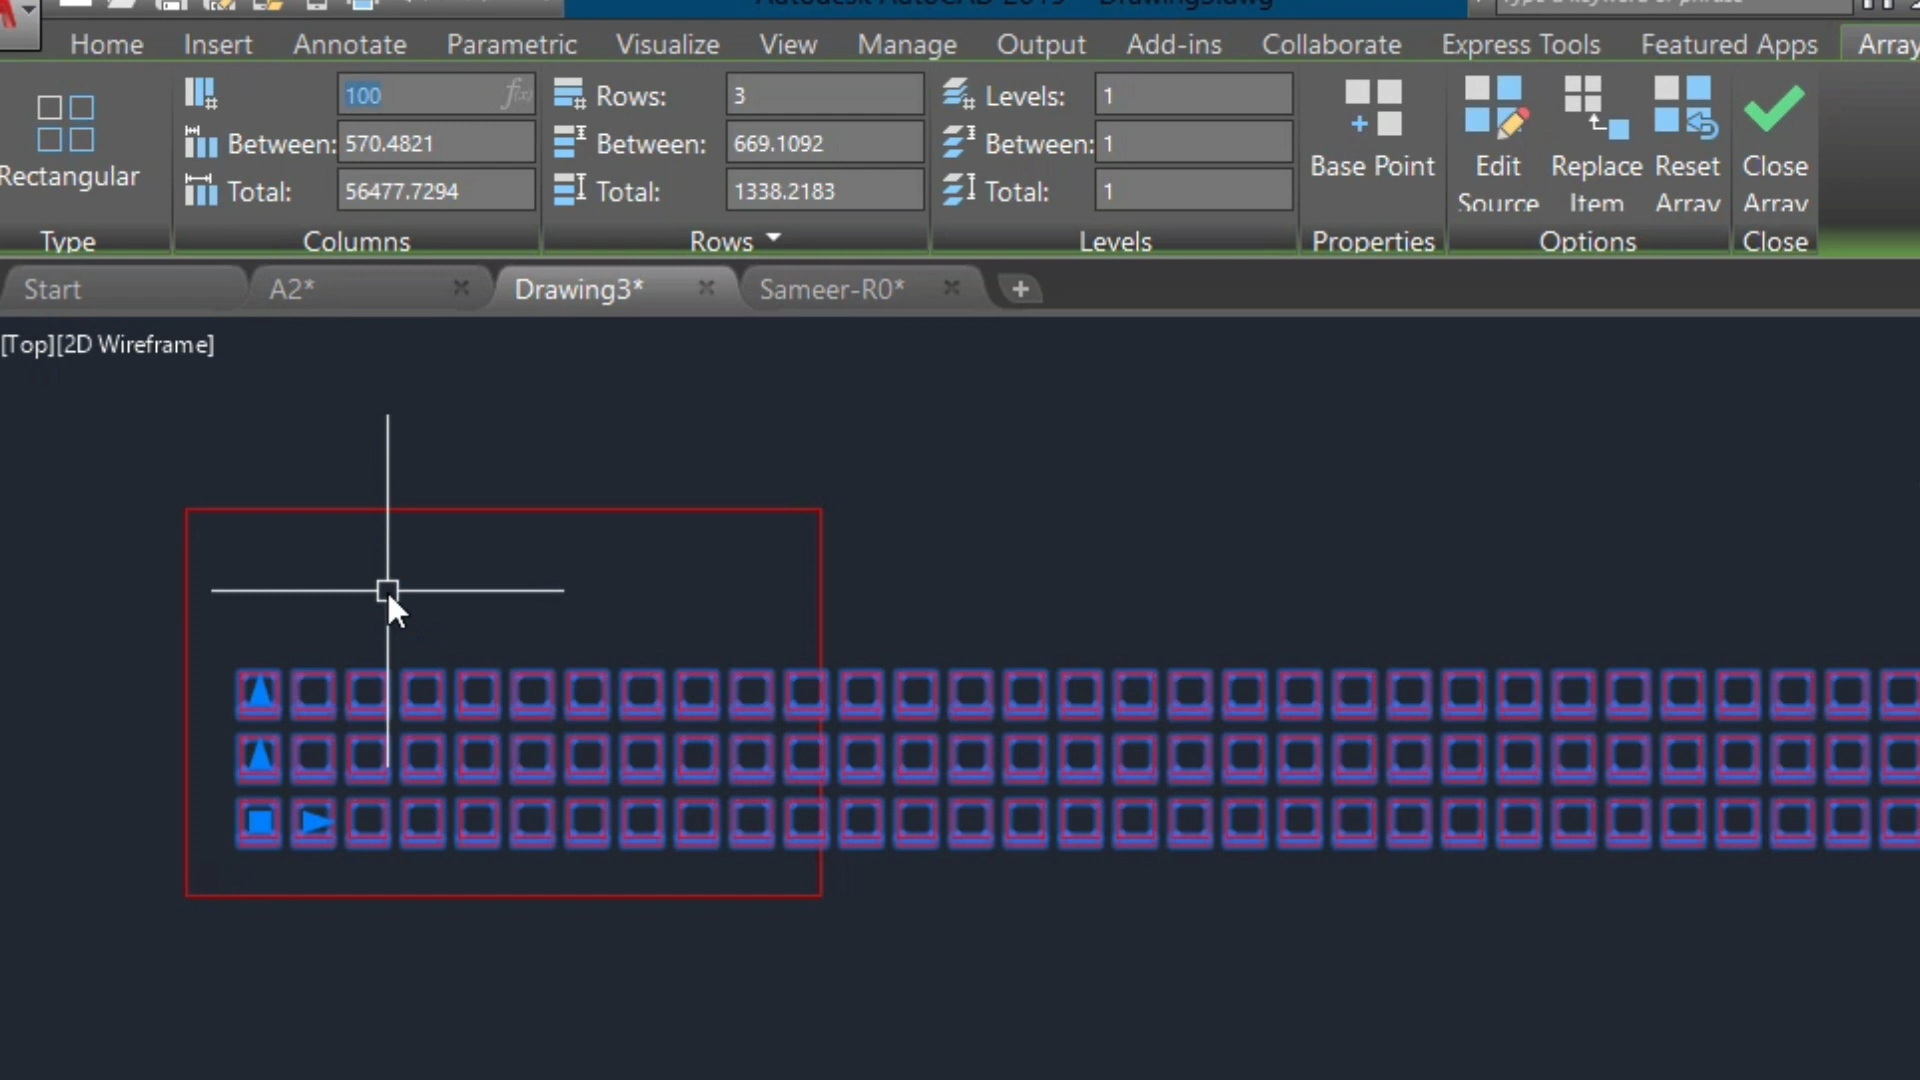 Home Insert Annotate Parametric Visualize View Manage Output Add-ins Collaborate Express Tools Featured Apps Array
100 Rows: 3 Levels: 1
Between: 570.4821 Between: 669.1092 Between: 1
Total: 56477.7294 Total: 1338.2183 Total: 1
Rectangular
Base Point
Edit Source
Replace Item
Reset Array
Close Array
Type Columns Rows Levels Properties Options Close
Start A2* Drawing3* Sameer-R0*
[Top][2D Wireframe]